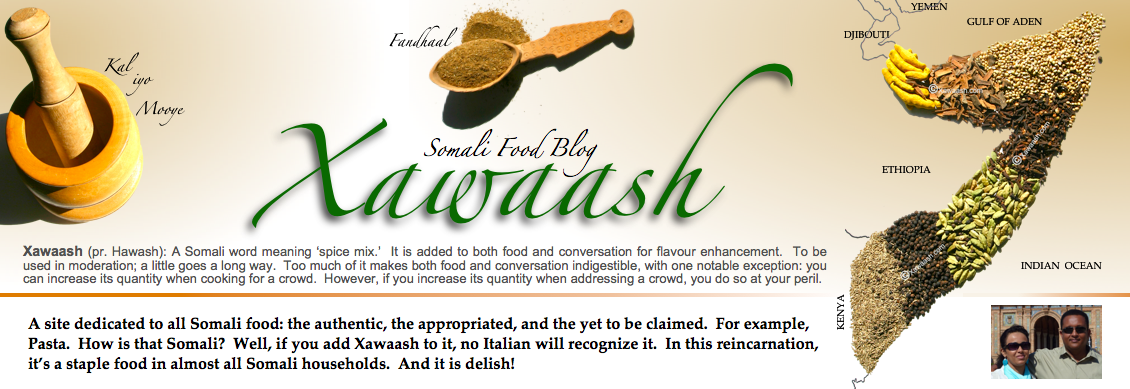 Kal
iyo
Mooye
Fandhaal
Somali Food Blog
Xawaash
Xawaash (pr. Hawash): A Somali word meaning ‘spice mix.’ It is added to both food and conversation for flavour enhancement. To be
used in moderation; a little goes a long way. Too much of it makes both food and conversation indigestible, with one notable exception: you
can increase its quantity when cooking for a crowd. However, if you increase its quantity when addressing a crowd, you do so at your peril.
A site dedicated to all Somali food: the authentic, the appropriated, and the yet to be claimed. For example,
Pasta. How is that Somali? Well, if you add Xawaash to it, no Italian will recognize it. In this reincarnation,
it’s a staple food in almost all Somali households. And it is delish!
YEMEN
GULF OF ADEN
DJIBOUTI
©xawaash.com
©xawaash.com
ETHIOPIA
©xawaash.com
INDIAN OCEAN
KENYA